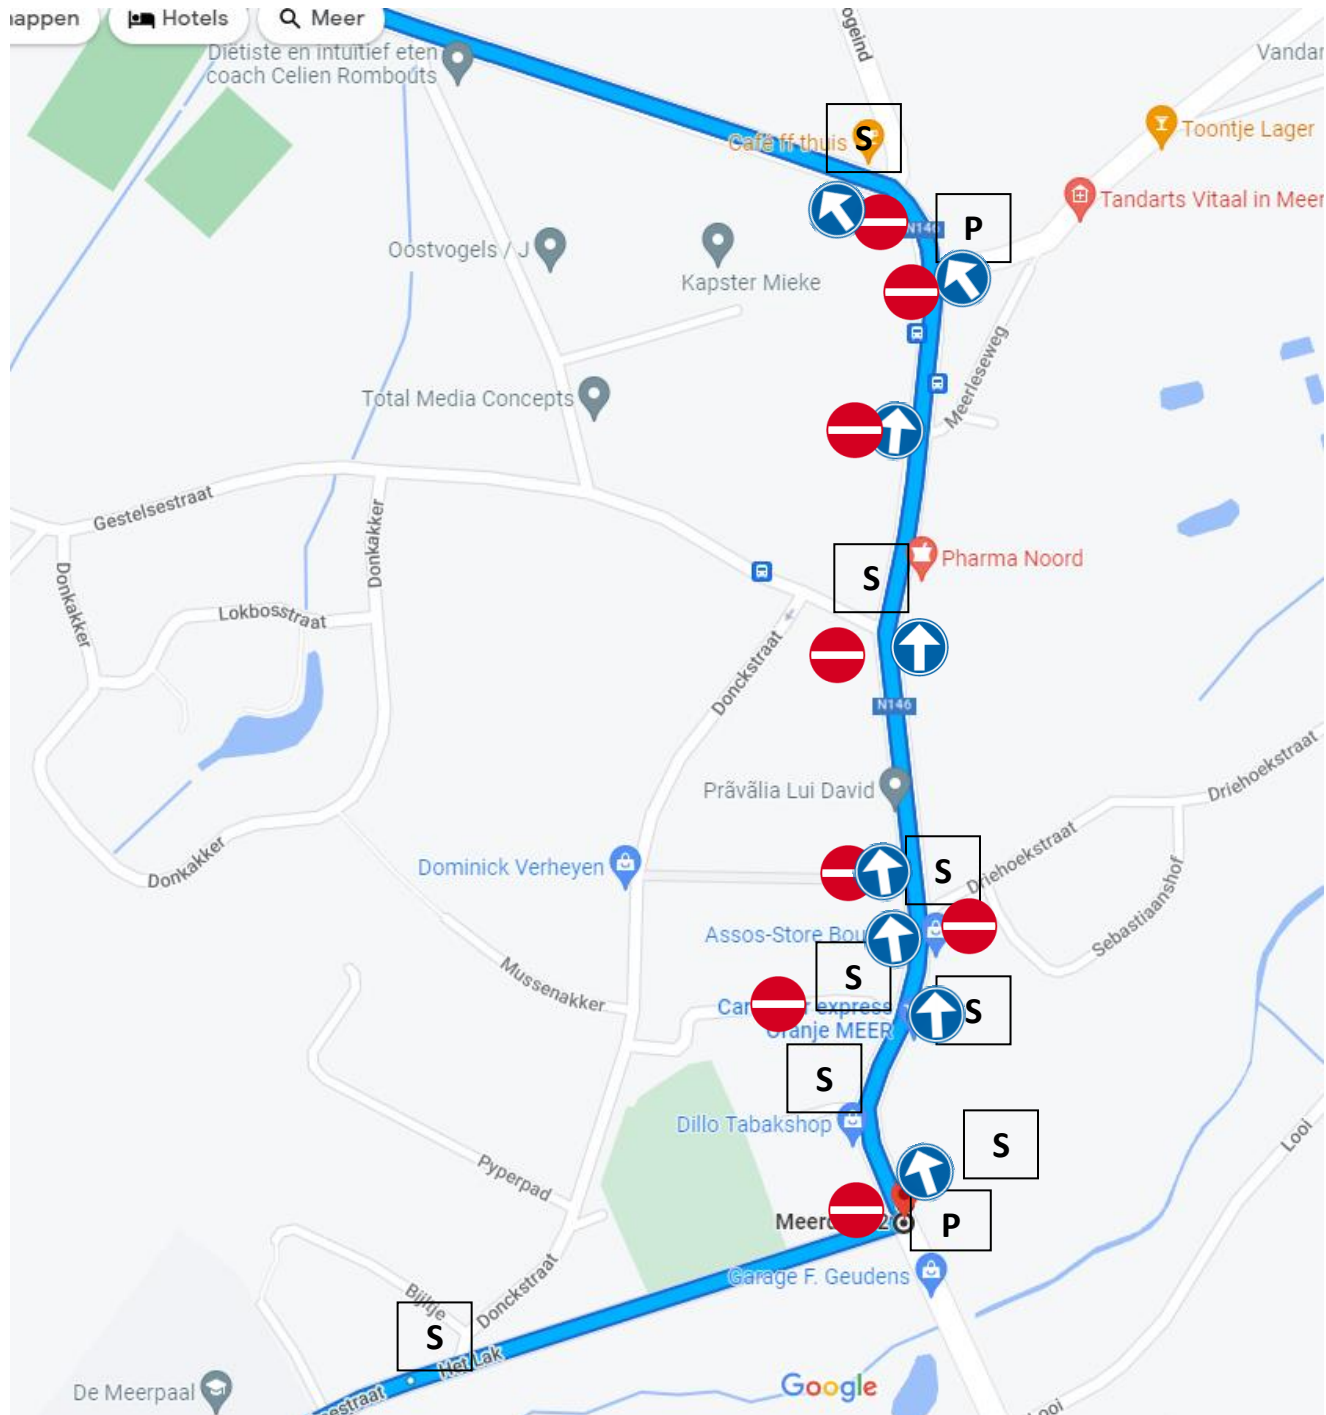 Hotels
Meer
ogeind
Diëtiste en intuïtief eten
coach Celien Rombouts
Toontje Lager
Café ff thuis
S
Tandarts Vitaal in Meer
N146
P
Oostvogels / J
Kapster Mieke
Meerleseweg
Total Media Concepts
Gestelsestraat
Donkakker
Pharma Noord
S
Donkakker
Lokbosstraat
Donckstraat
N146
Driehoekstraat
Prăvălia Lui David
Driehoekstraat
Donkakker
Dominick Verheyen
S
Sebastiaanshof
Assos-Store
Mussenakker
S
express
S
Oranje MEER
S
Dillo Tabakshop
S
Looi
Pyperpad
P
Garage F. Geudens
Donckstraat
Bijltje
S
Het Lak
De Meerpaal
estraat
Google